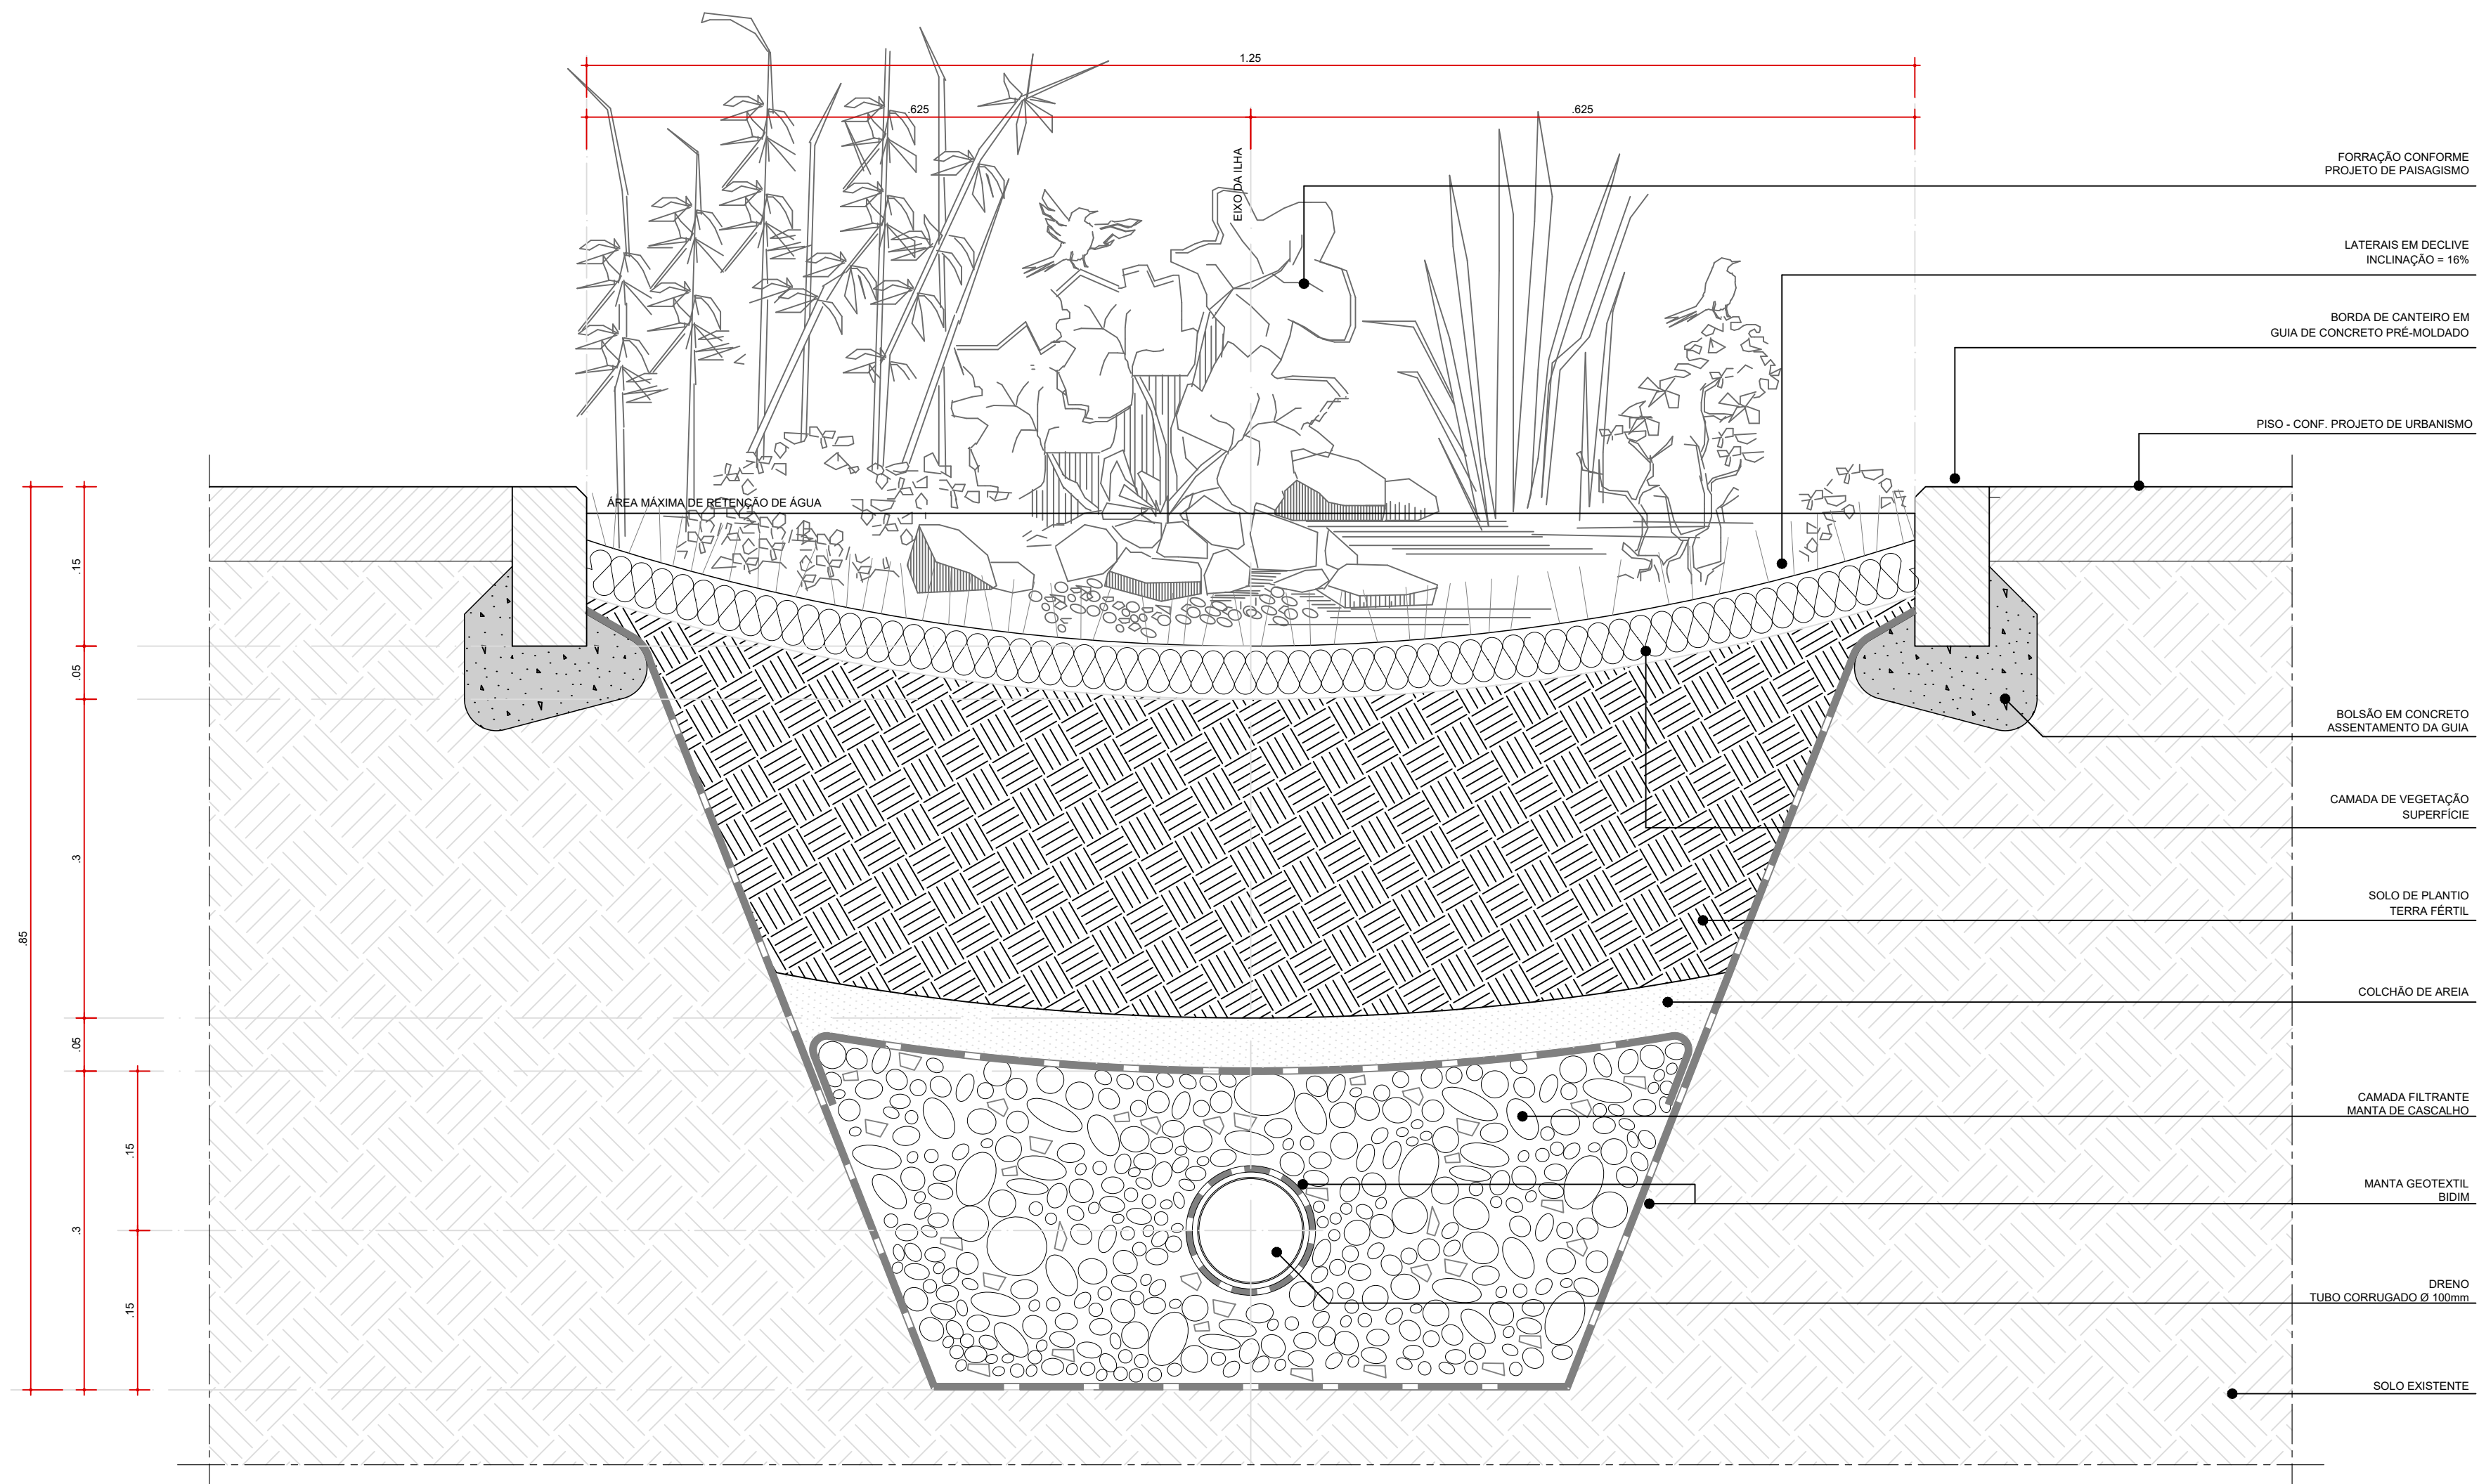 1.25
.625
.625
EIXO DA ILHA
FORRAÇÃO CONFORME
PROJETO DE PAISAGISMO
LATERAIS EM DECLIVE
INCLINAÇÃO = 16%
BORDA DE CANTEIRO EM
GUIA DE CONCRETO PRÉ-MOLDADO
PISO - CONF. PROJETO DE URBANISMO
ÁREA MÁXIMA DE RETENÇÃO DE ÁGUA
BOLSÃO EM CONCRETO
ASSENTAMENTO DA GUIA
CAMADA DE VEGETAÇÃO
SUPERFÍCIE
SOLO DE PLANTIO
TERRA FÉRTIL
COLCHÃO DE AREIA
CAMADA FILTRANTE
MANTA DE CASCALHO
MANTA GEOTEXTIL
BIDIM
DRENO
TUBO CORRUGADO Ø 100mm
SOLO EXISTENTE
.85
.15
.05
.3
.05
.3
.15
.15